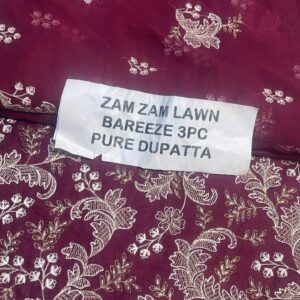 ZAM ZAM LAWN
BAREEZE 3PC
PURE DUPATTA